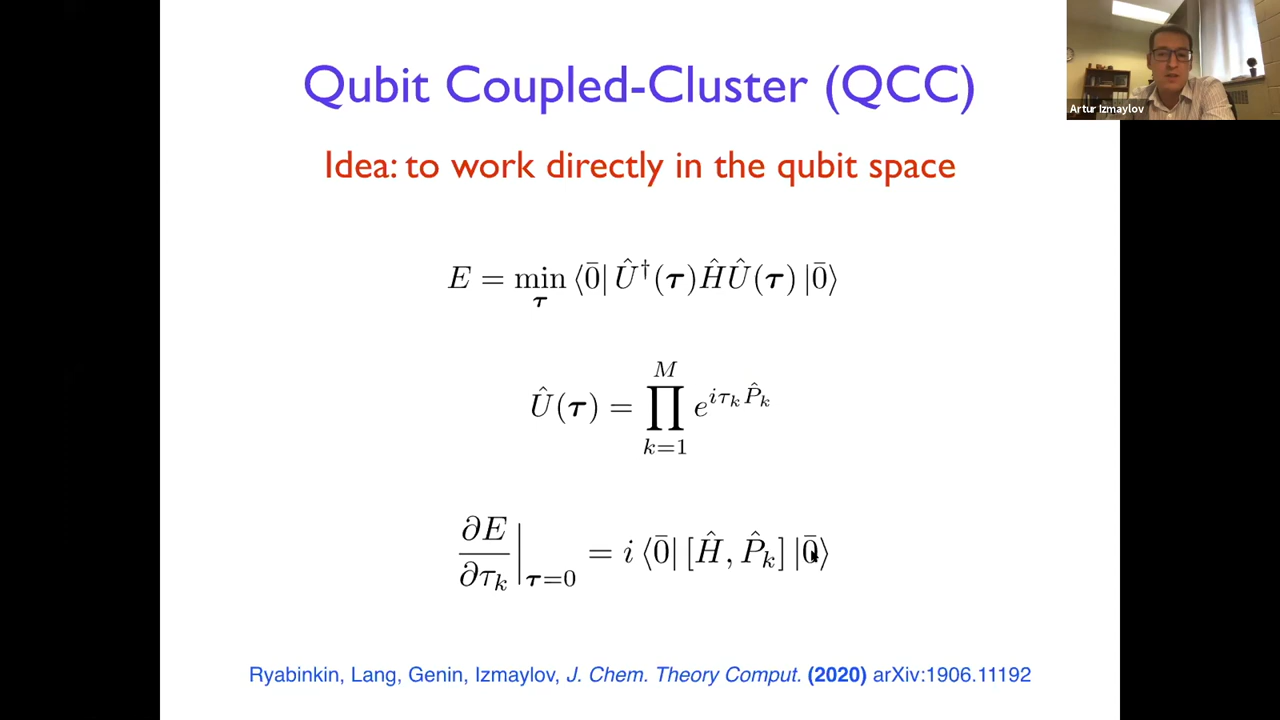 Qubit Coupled-Cluster (QCC)
Artur Izmaylov
Idea: to work directly in the qubit space
E = min_τ ⟨0̄| Û†(τ)ĤÛ(τ) |0̄⟩
Û(τ) = ∏_{k=1}^{M} e^{iτ_k P̂_k}
∂E/∂τ_k |_{τ=0} = i ⟨0̄| [Ĥ, P̂_k] |0̄⟩
Ryabinkin, Lang, Genin, Izmaylov, J. Chem. Theory Comput. (2020) arXiv:1906.11192